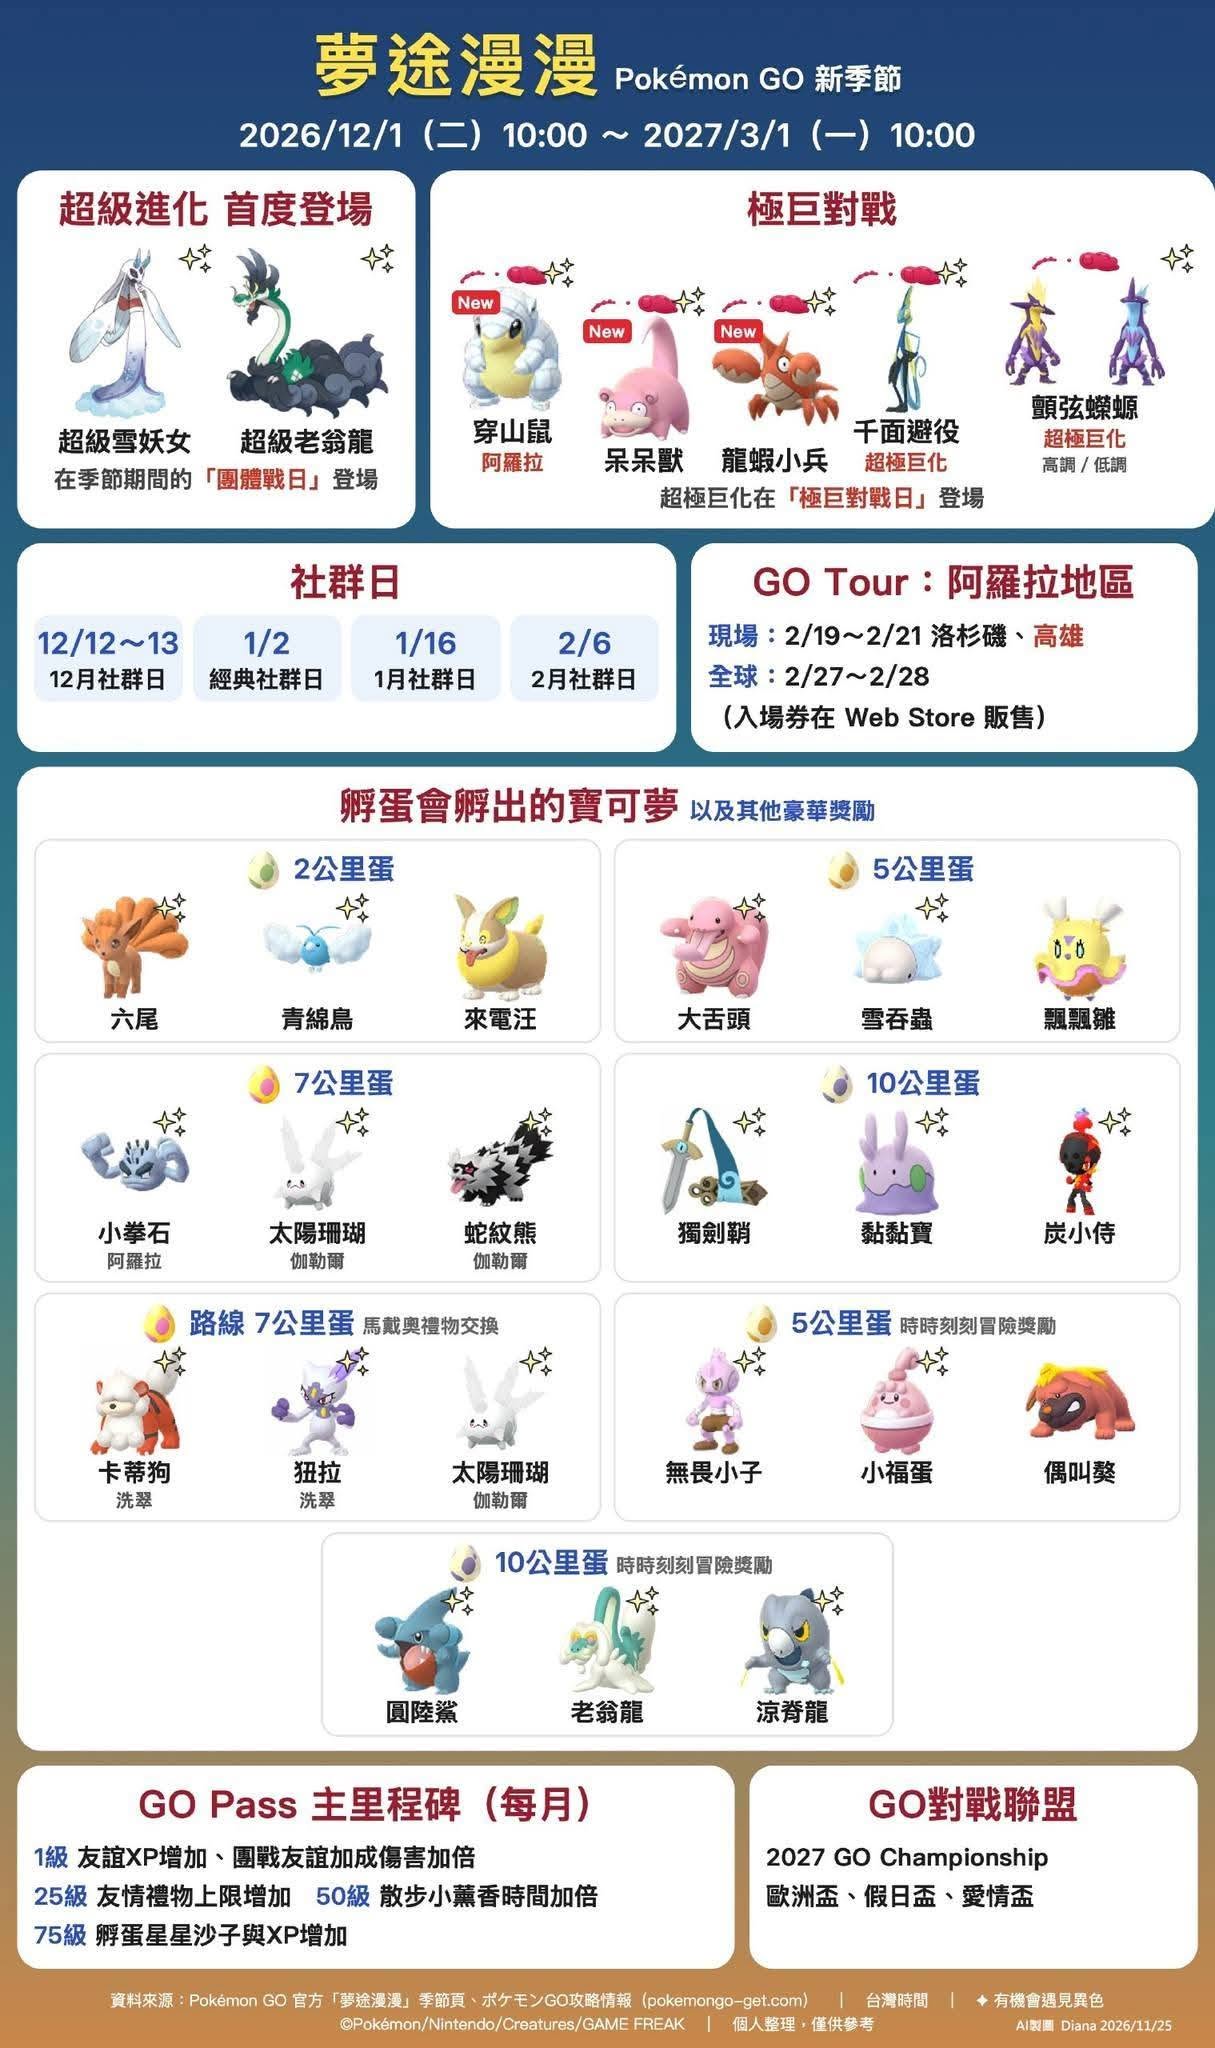 夢途漫漫 Pokémon GO 新季節
2026/12/1（二）10:00 ～ 2027/3/1（一）10:00
超級進化 首度登場
超級雪妖女 超級老翁龍
在季節期間的「團體戰日」登場
極巨對戰
New
穿山鼠
阿羅拉
New
呆呆獸
New
龍蝦小兵
千面避役
超極巨化
顫弦蠑螈
超極巨化
高調 / 低調
超極巨化在「極巨對戰日」登場
社群日
12/12～13
12月社群日
1/2
經典社群日
1/16
1月社群日
2/6
2月社群日
GO Tour：阿羅拉地區
現場：2/19～2/21 洛杉磯、高雄
全球：2/27～2/28
（入場券在 Web Store 販售）
孵蛋會孵出的寶可夢 以及其他豪華獎勵
2公里蛋
六尾 青綿鳥 來電汪
5公里蛋
大舌頭 雪吞蟲 飄飄雛
7公里蛋
小拳石 太陽珊瑚 蛇紋熊
阿羅拉 伽勒爾 伽勒爾
10公里蛋
獨劍鞘 黏黏寶 炭小侍
路線 7公里蛋 馬戴奧禮物交換
卡蒂狗 狃拉 太陽珊瑚
洗翠 洗翠 伽勒爾
5公里蛋 時時刻刻冒險獎勵
無畏小子 小福蛋 偶叫獒
10公里蛋 時時刻刻冒險獎勵
圓陸鯊 老翁龍 涼脊龍
GO Pass 主里程碑（每月）
1級 友誼XP增加、團戰友誼加成傷害加倍
25級 友情禮物上限增加 50級 散步小薰香時間加倍
75級 孵蛋星星沙子與XP增加
GO對戰聯盟
2027 GO Championship
歐洲盃、假日盃、愛情盃
資料來源：Pokémon GO 官方「夢途漫漫」季節頁、ポケモンGO攻略情報（pokemongo-get.com） | 台灣時間 | ✦ 有機會遇見異色
©Pokémon/Nintendo/Creatures/GAME FREAK | 個人整理，僅供參考
AI製圖 Diana 2026/11/25